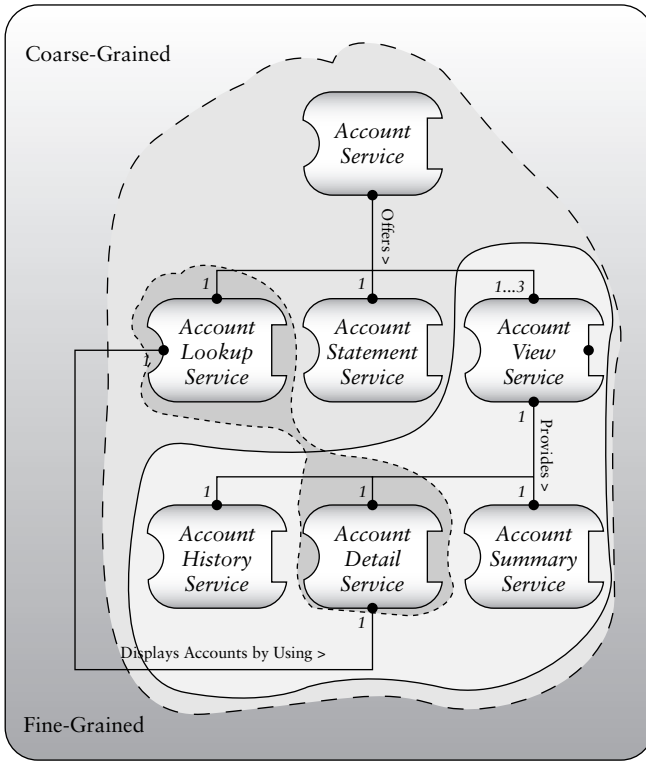 Coarse-Grained
Account
Service
Offers >
1
1
1...3
Account
Lookup
Service
1
Account
Statement
Service
Account
View
Service
1
Provides >
1
1
1
Account
History
Service
Account
Detail
Service
Account
Summary
Service
1
Displays Accounts by Using >
Fine-Grained